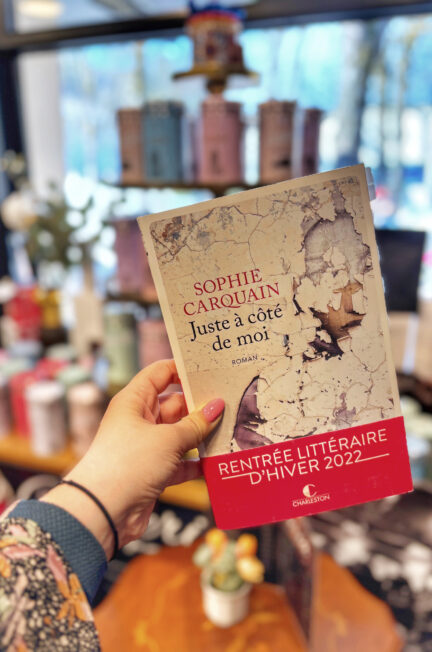 SOPHIE
CARQUAIN
Juste à côté
de moi
ROMAN
RENTRÉE LITTÉRAIRE
D'HIVER 2022
CHARLESTON